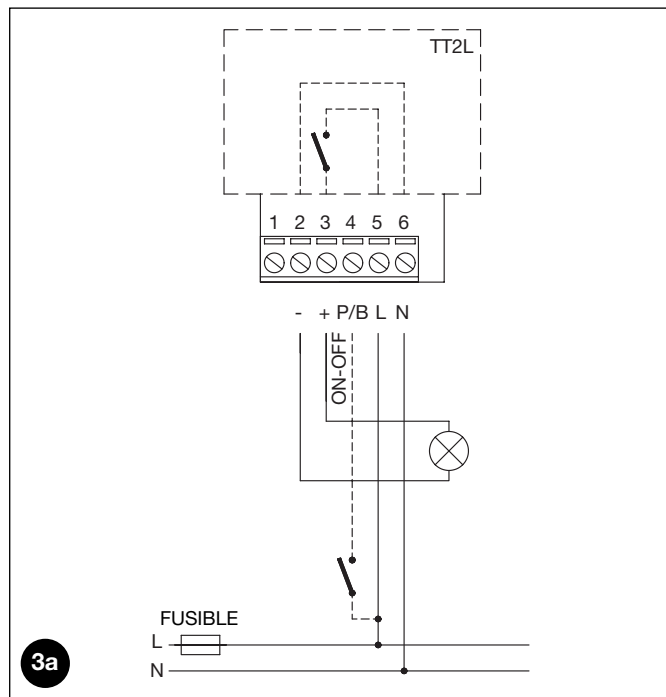 TT2L
1 2 3 4 5 6
- + P/B L N
ON-OFF
FUSIBLE
L
N
3a